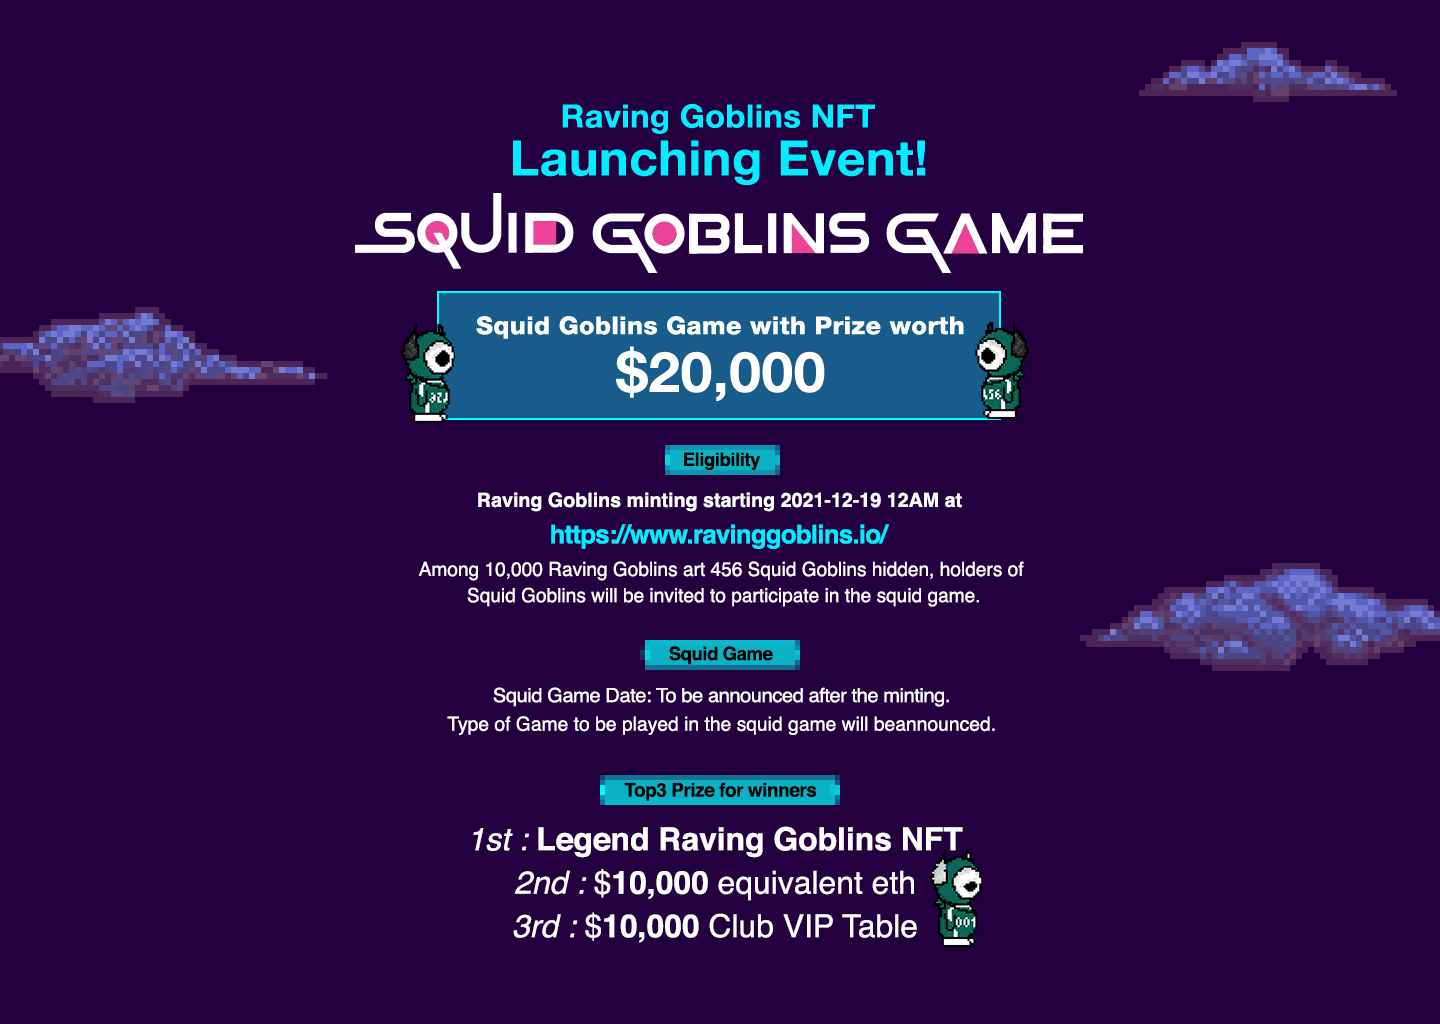 Raving Goblins NFT
Launching Event!
SQUID GOBLINS GAME
Squid Goblins Game with Prize worth
$20,000
456
Eligibility
Raving Goblins minting starting 2021-12-19 12AM at
https://www.ravinggoblins.io/
Among 10,000 Raving Goblins art 456 Squid Goblins hidden, holders of
Squid Goblins will be invited to participate in the squid game.
Squid Game
Squid Game Date: To be announced after the minting.
Type of Game to be played in the squid game will beannounced.
Top3 Prize for winners
1st : Legend Raving Goblins NFT
2nd : $10,000 equivalent eth
3rd : $10,000 Club VIP Table
001